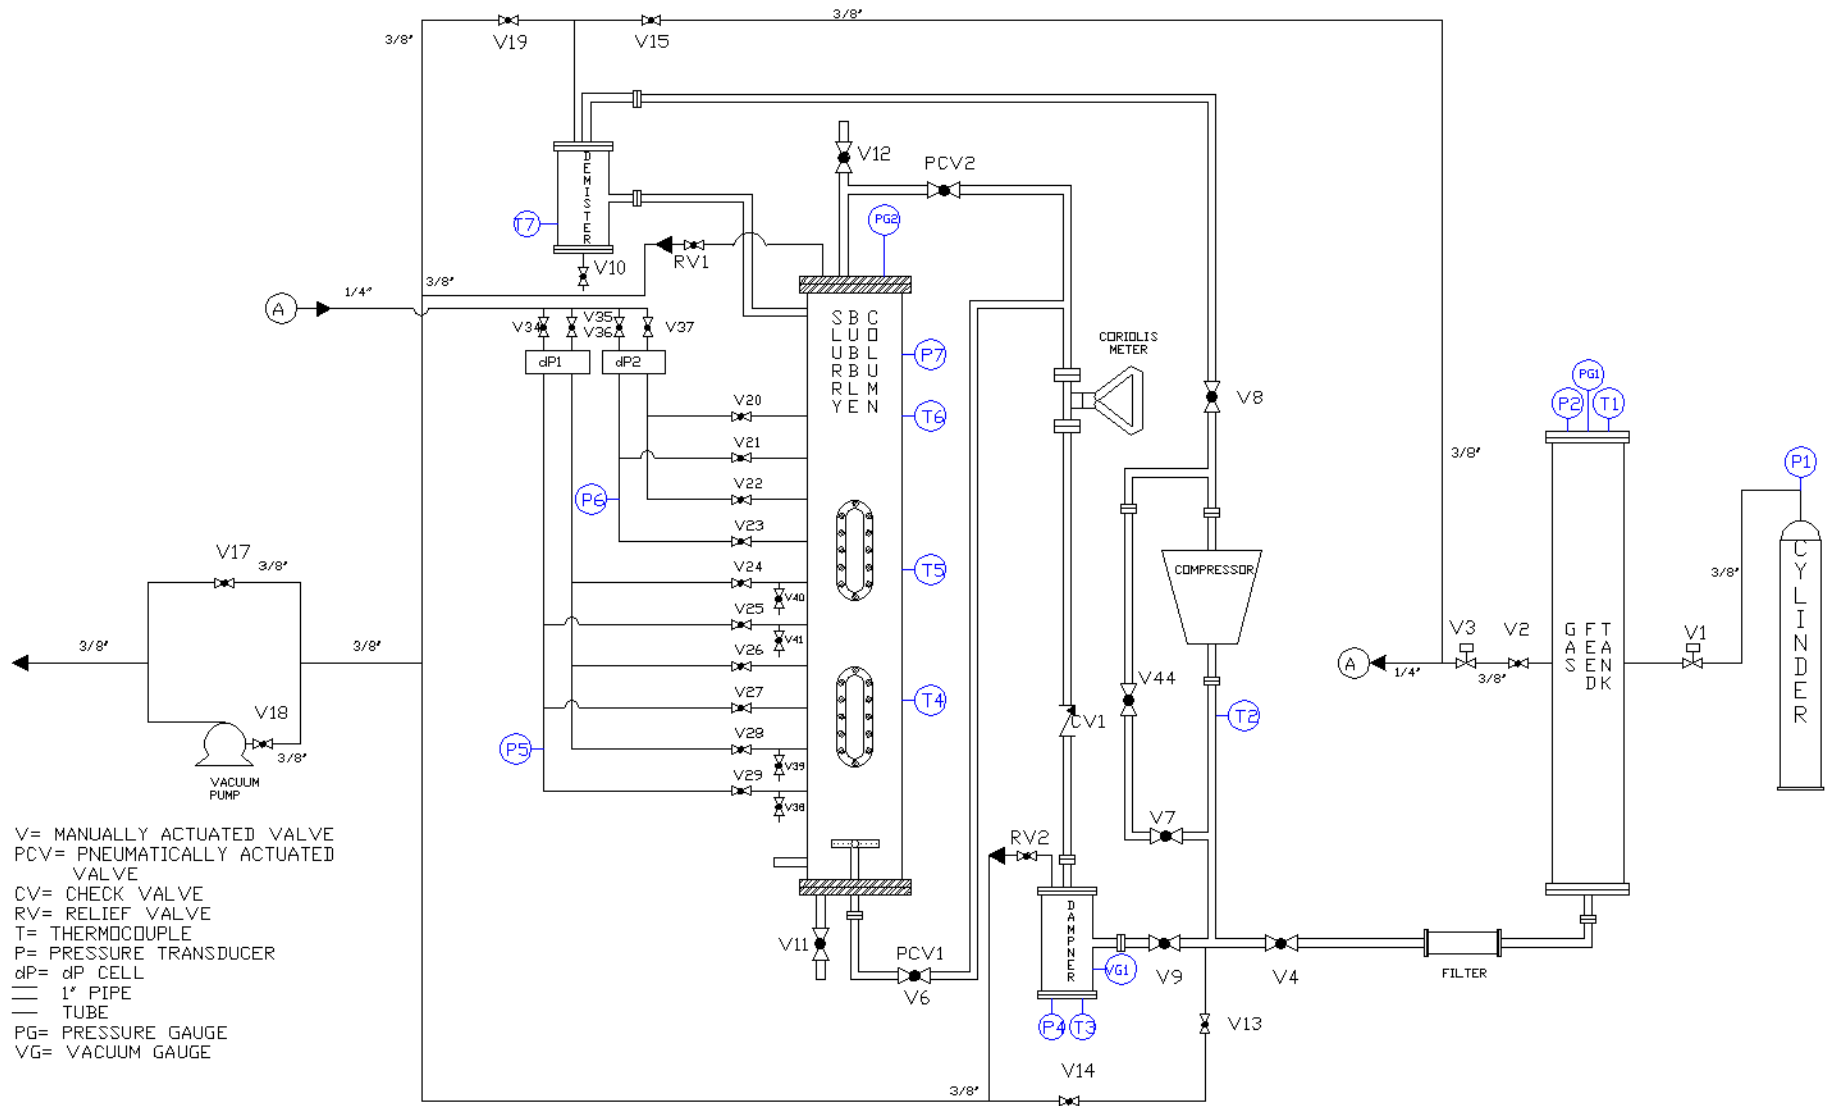 3/8"
V19
V15
3/8"
DEMISTER
T7
V10
V12
PCV2
PG2
RV1
3/8"
A
1/4"
V34
V35
V36
V37
dP1
dP2
SLURRY
BUBBLE
COLUMN
P7
T6
T5
T4
CORIOLIS
METER
V8
V20
V21
V22
V23
V24
V40
V25
V41
V26
V27
V28
V39
V29
V38
P6
P5
V17
3/8"
3/8"
3/8"
V18
3/8"
VACUUM
PUMP
COMPRESSOR
V44
T2
CV1
V7
RV2
DAMPNER
VG1
P4
T3
V9
V4
V13
V14
3/8"
V11
PCV1
V6
FILTER
3/8"
PG1
P2
T1
P1
GAS
FEED
TANK
CYLINDER
3/8"
V1
V2
V3
3/8"
A
1/4"
V= MANUALLY ACTUATED VALVE
PCV= PNEUMATICALLY ACTUATED
VALVE
CV= CHECK VALVE
RV= RELIEF VALVE
T= THERMOCOUPLE
P= PRESSURE TRANSDUCER
dP= dP CELL
1" PIPE
TUBE
PG= PRESSURE GAUGE
VG= VACUUM GAUGE